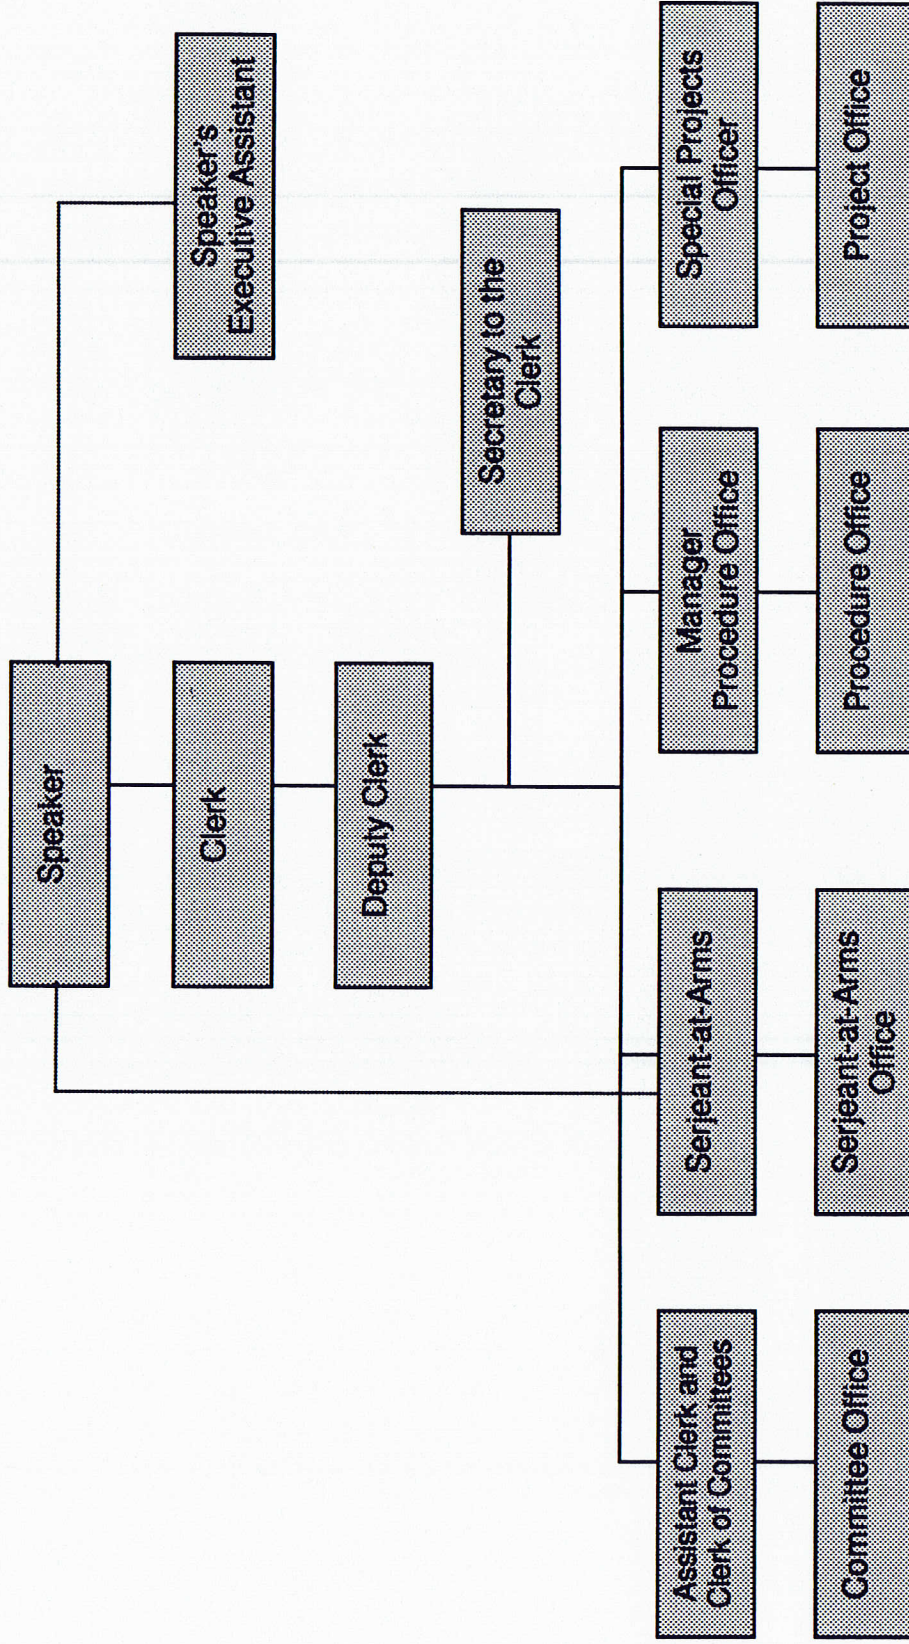 Speaker
Speaker's
Executive Assistant
Clerk
Deputy Clerk
Secretary to the
Clerk
Assistant Clerk and
Clerk of Committees
Serjeant-at-Arms
Manager
Procedure Office
Special Projects
Officer
Committee Office
Serjeant-at-Arms
Office
Procedure Office
Project Office